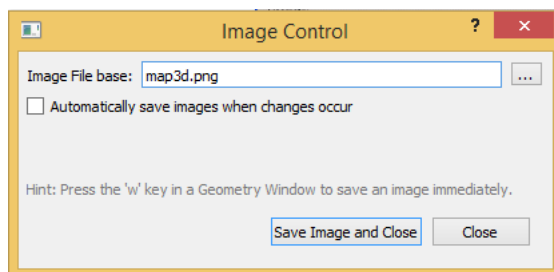 Image Control
?
Image File base: map3d.png ...
Automatically save images when changes occur
Hint: Press the 'w' key in a Geometry Window to save an image immediately.
Save Image and Close Close